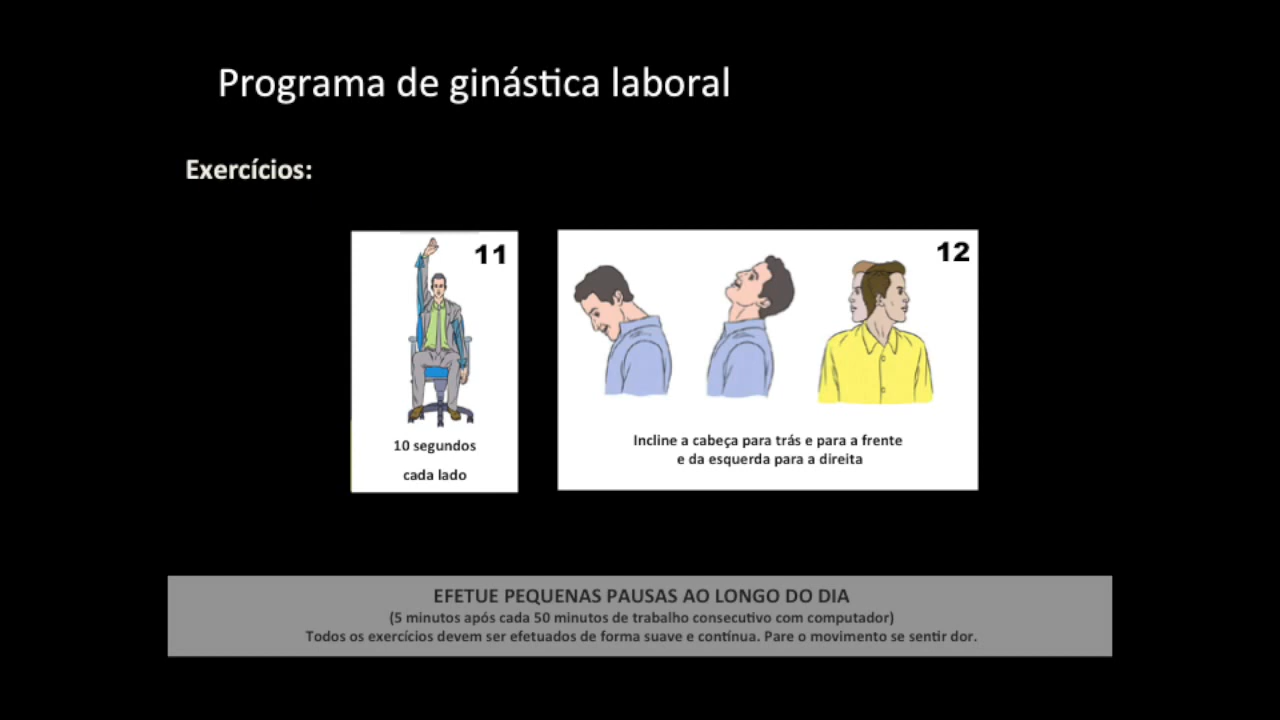 Programa de ginástica laboral
Exercícios:
11
10 segundos
cada lado
12
Incline a cabeça para trás e para a frente
e da esquerda para a direita
EFETUE PEQUENAS PAUSAS AO LONGO DO DIA
(5 minutos após cada 50 minutos de trabalho consecutivo com computador)
Todos os exercícios devem ser efetuados de forma suave e contínua. Pare o movimento se sentir dor.